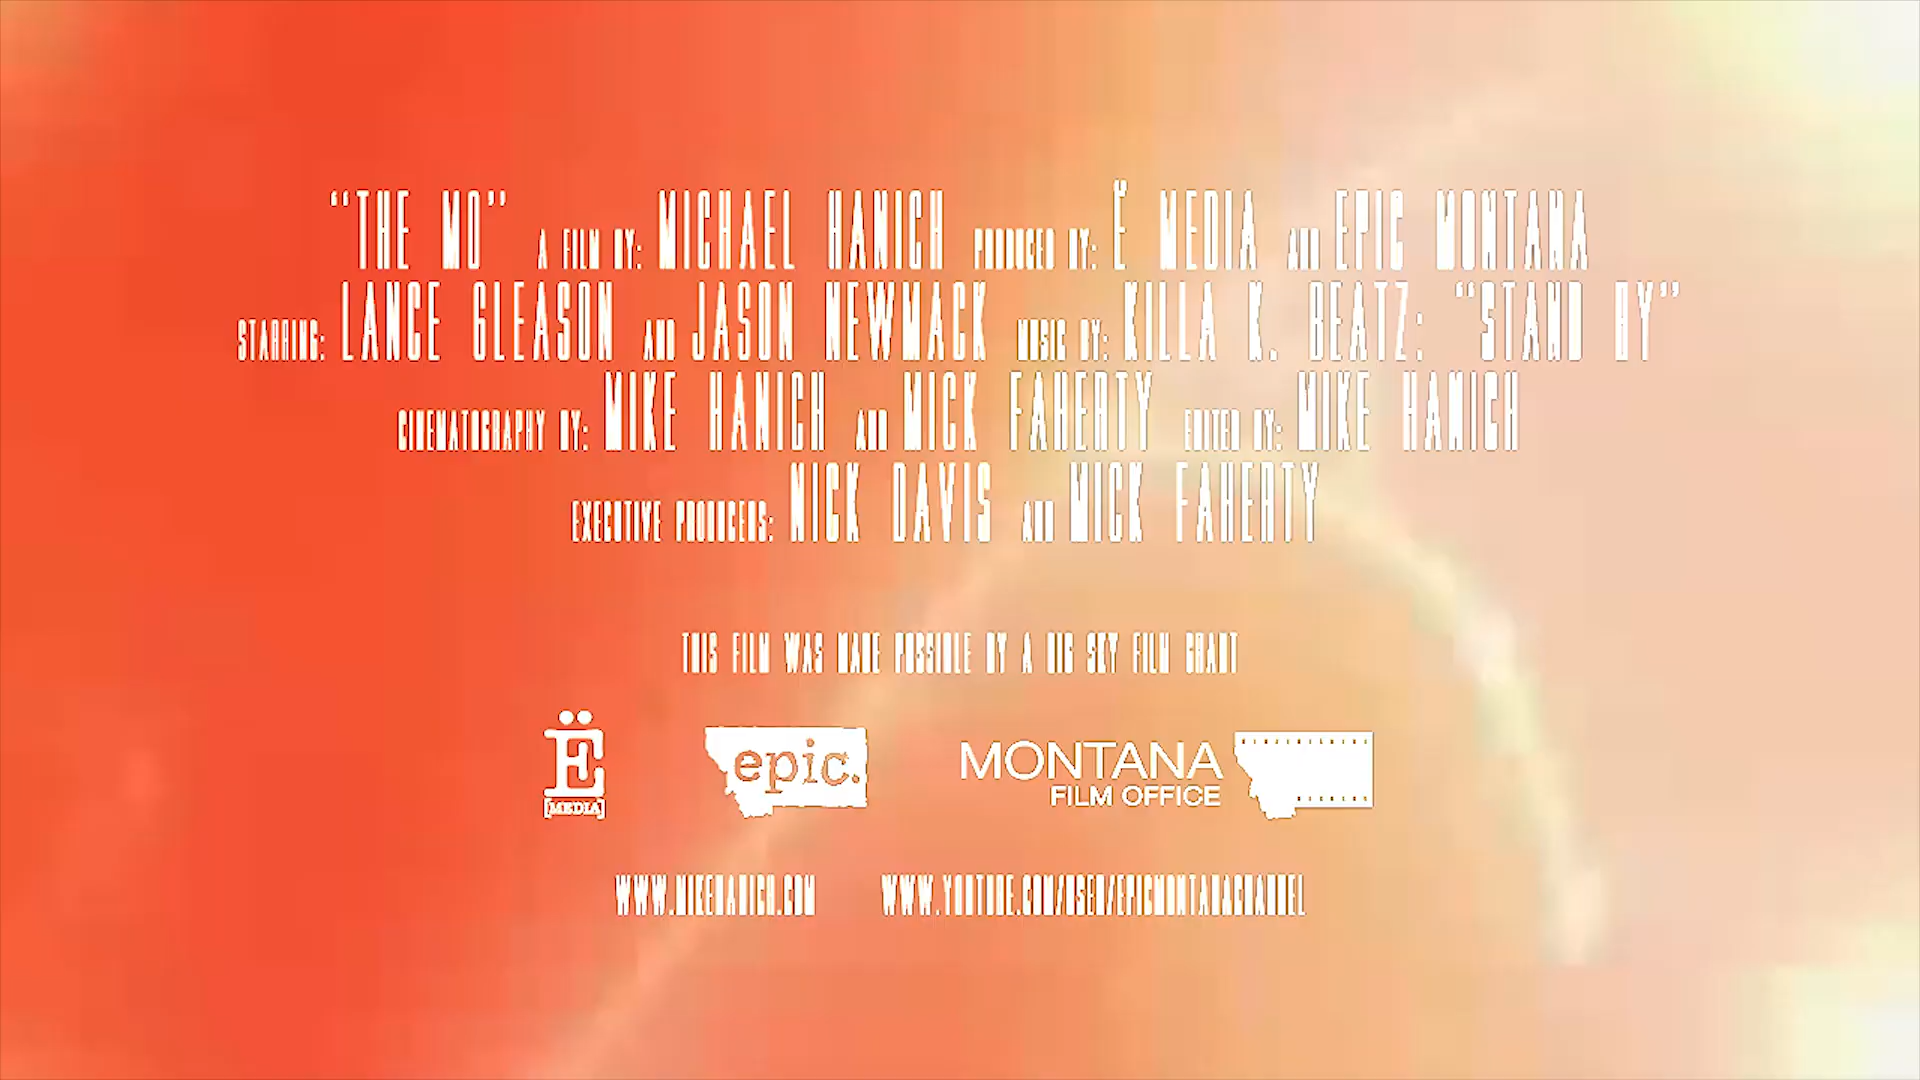 “THE MO” A FILM BY: MICHAEL HANICH PRODUCED BY: Ë MEDIA AND EPIC MONTANA
STARRING: LANCE GLEASON AND JASON NEWMACK MUSIC BY: KILLA K. BEATZ: “STAND BY”
CINEMATOGRAPHY BY: MIKE HANICH AND MICK FAHERTY EDITED BY: MIKE HANICH
EXECUTIVE PRODUCERS: NICK DAVIS AND MICK FAHERTY
THIS FILM WAS MADE POSSIBLE BY A BIG SKY FILM GRANT
Ë
[MEDIA]
epic.
MONTANA
FILM OFFICE
WWW.MIKEHANICH.COM WWW.YOUTUBE.COM/USER/EPICMONTANACHANNEL